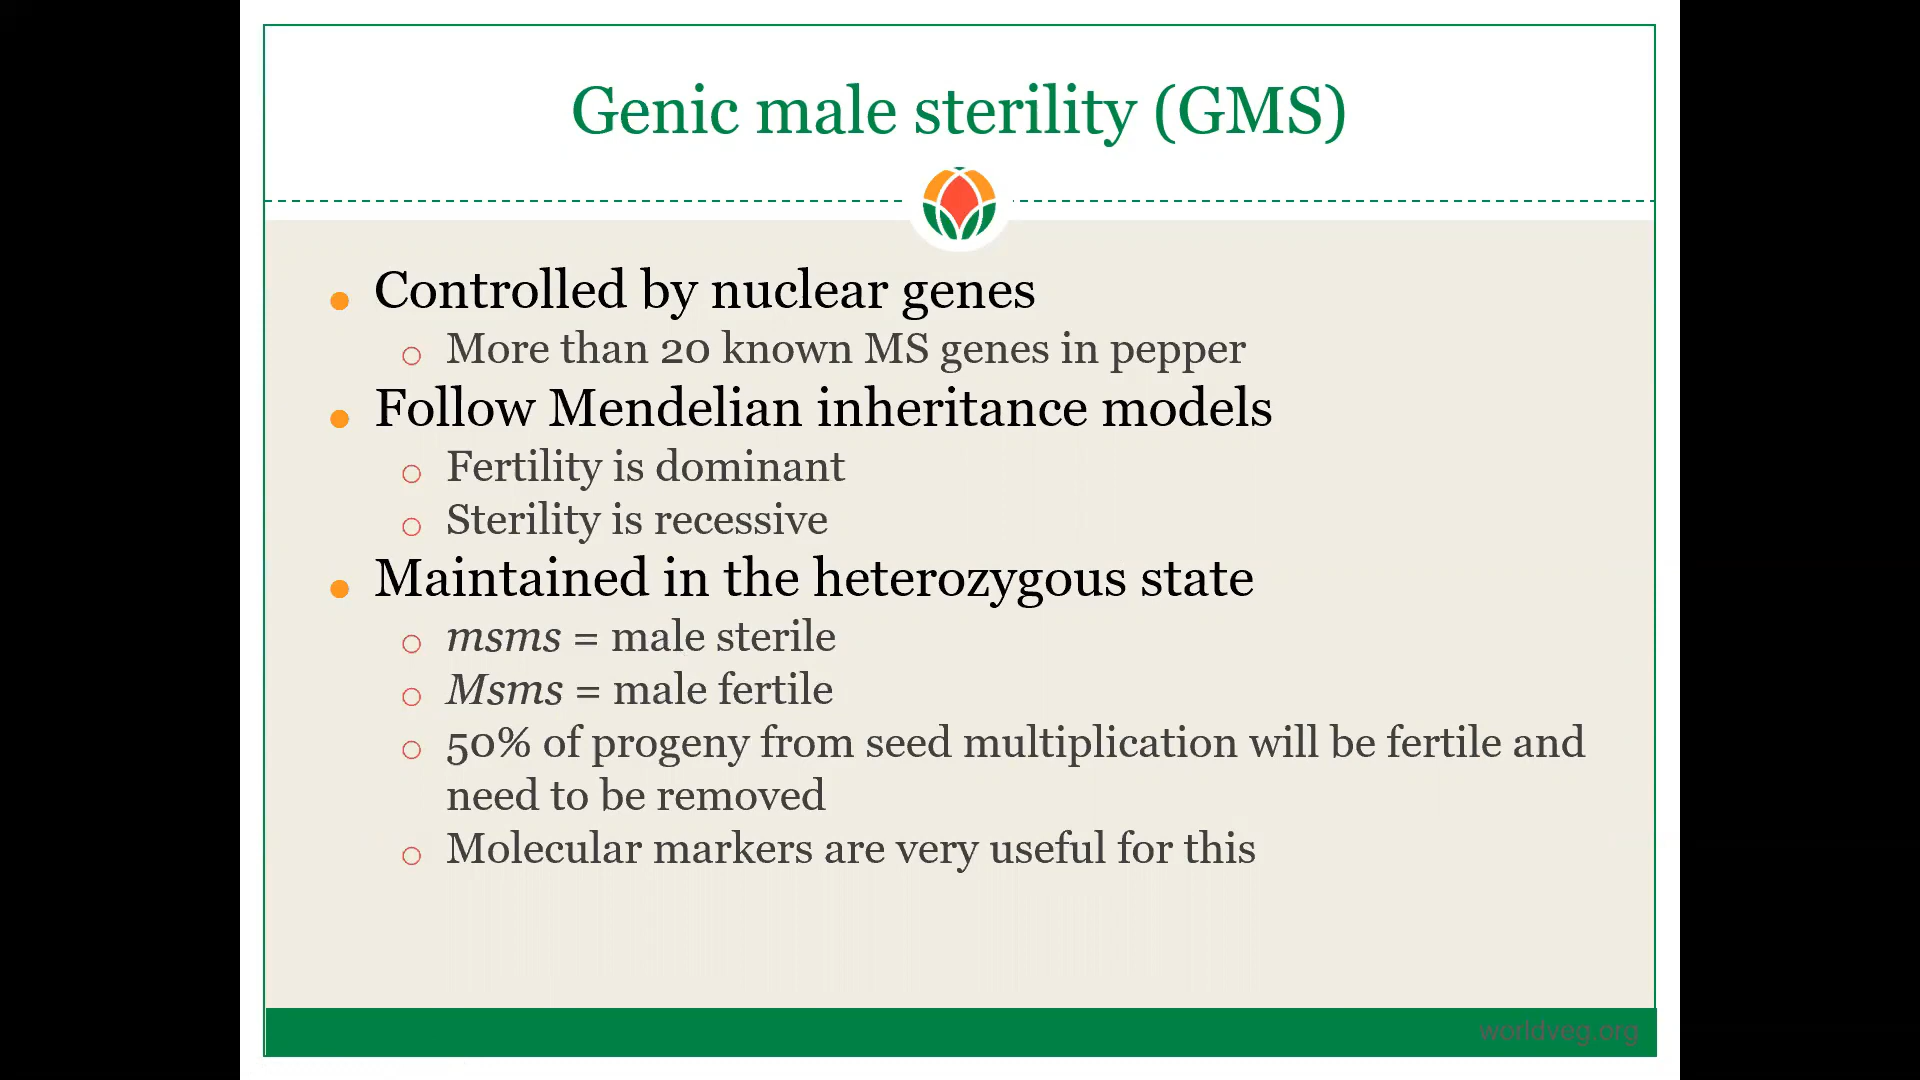 Genic male sterility (GMS)
Controlled by nuclear genes
More than 20 known MS genes in pepper
Follow Mendelian inheritance models
Fertility is dominant
Sterility is recessive
Maintained in the heterozygous state
msms = male sterile
Msms = male fertile
50% of progeny from seed multiplication will be fertile and
need to be removed
Molecular markers are very useful for this
worldveg.org